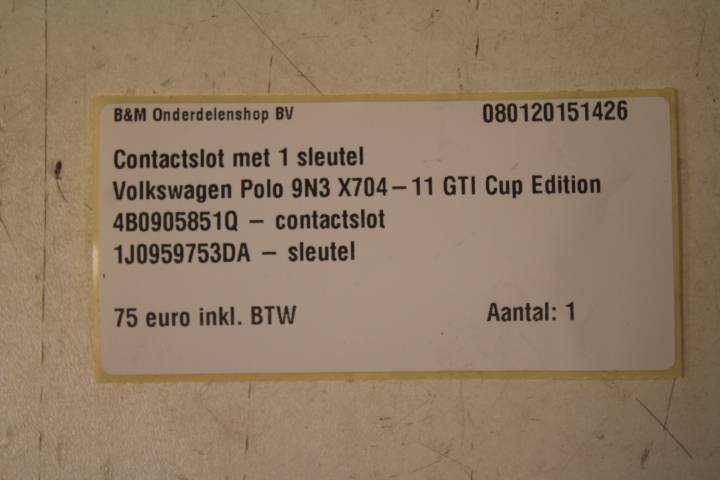 B&M Onderdelenshop BV 080120151426
Contactslot met 1 sleutel
Volkswagen Polo 9N3 X704-11 GTI Cup Edition
4B0905851Q - contactslot
1J0959753DA - sleutel
75 euro inkl. BTW Aantal: 1